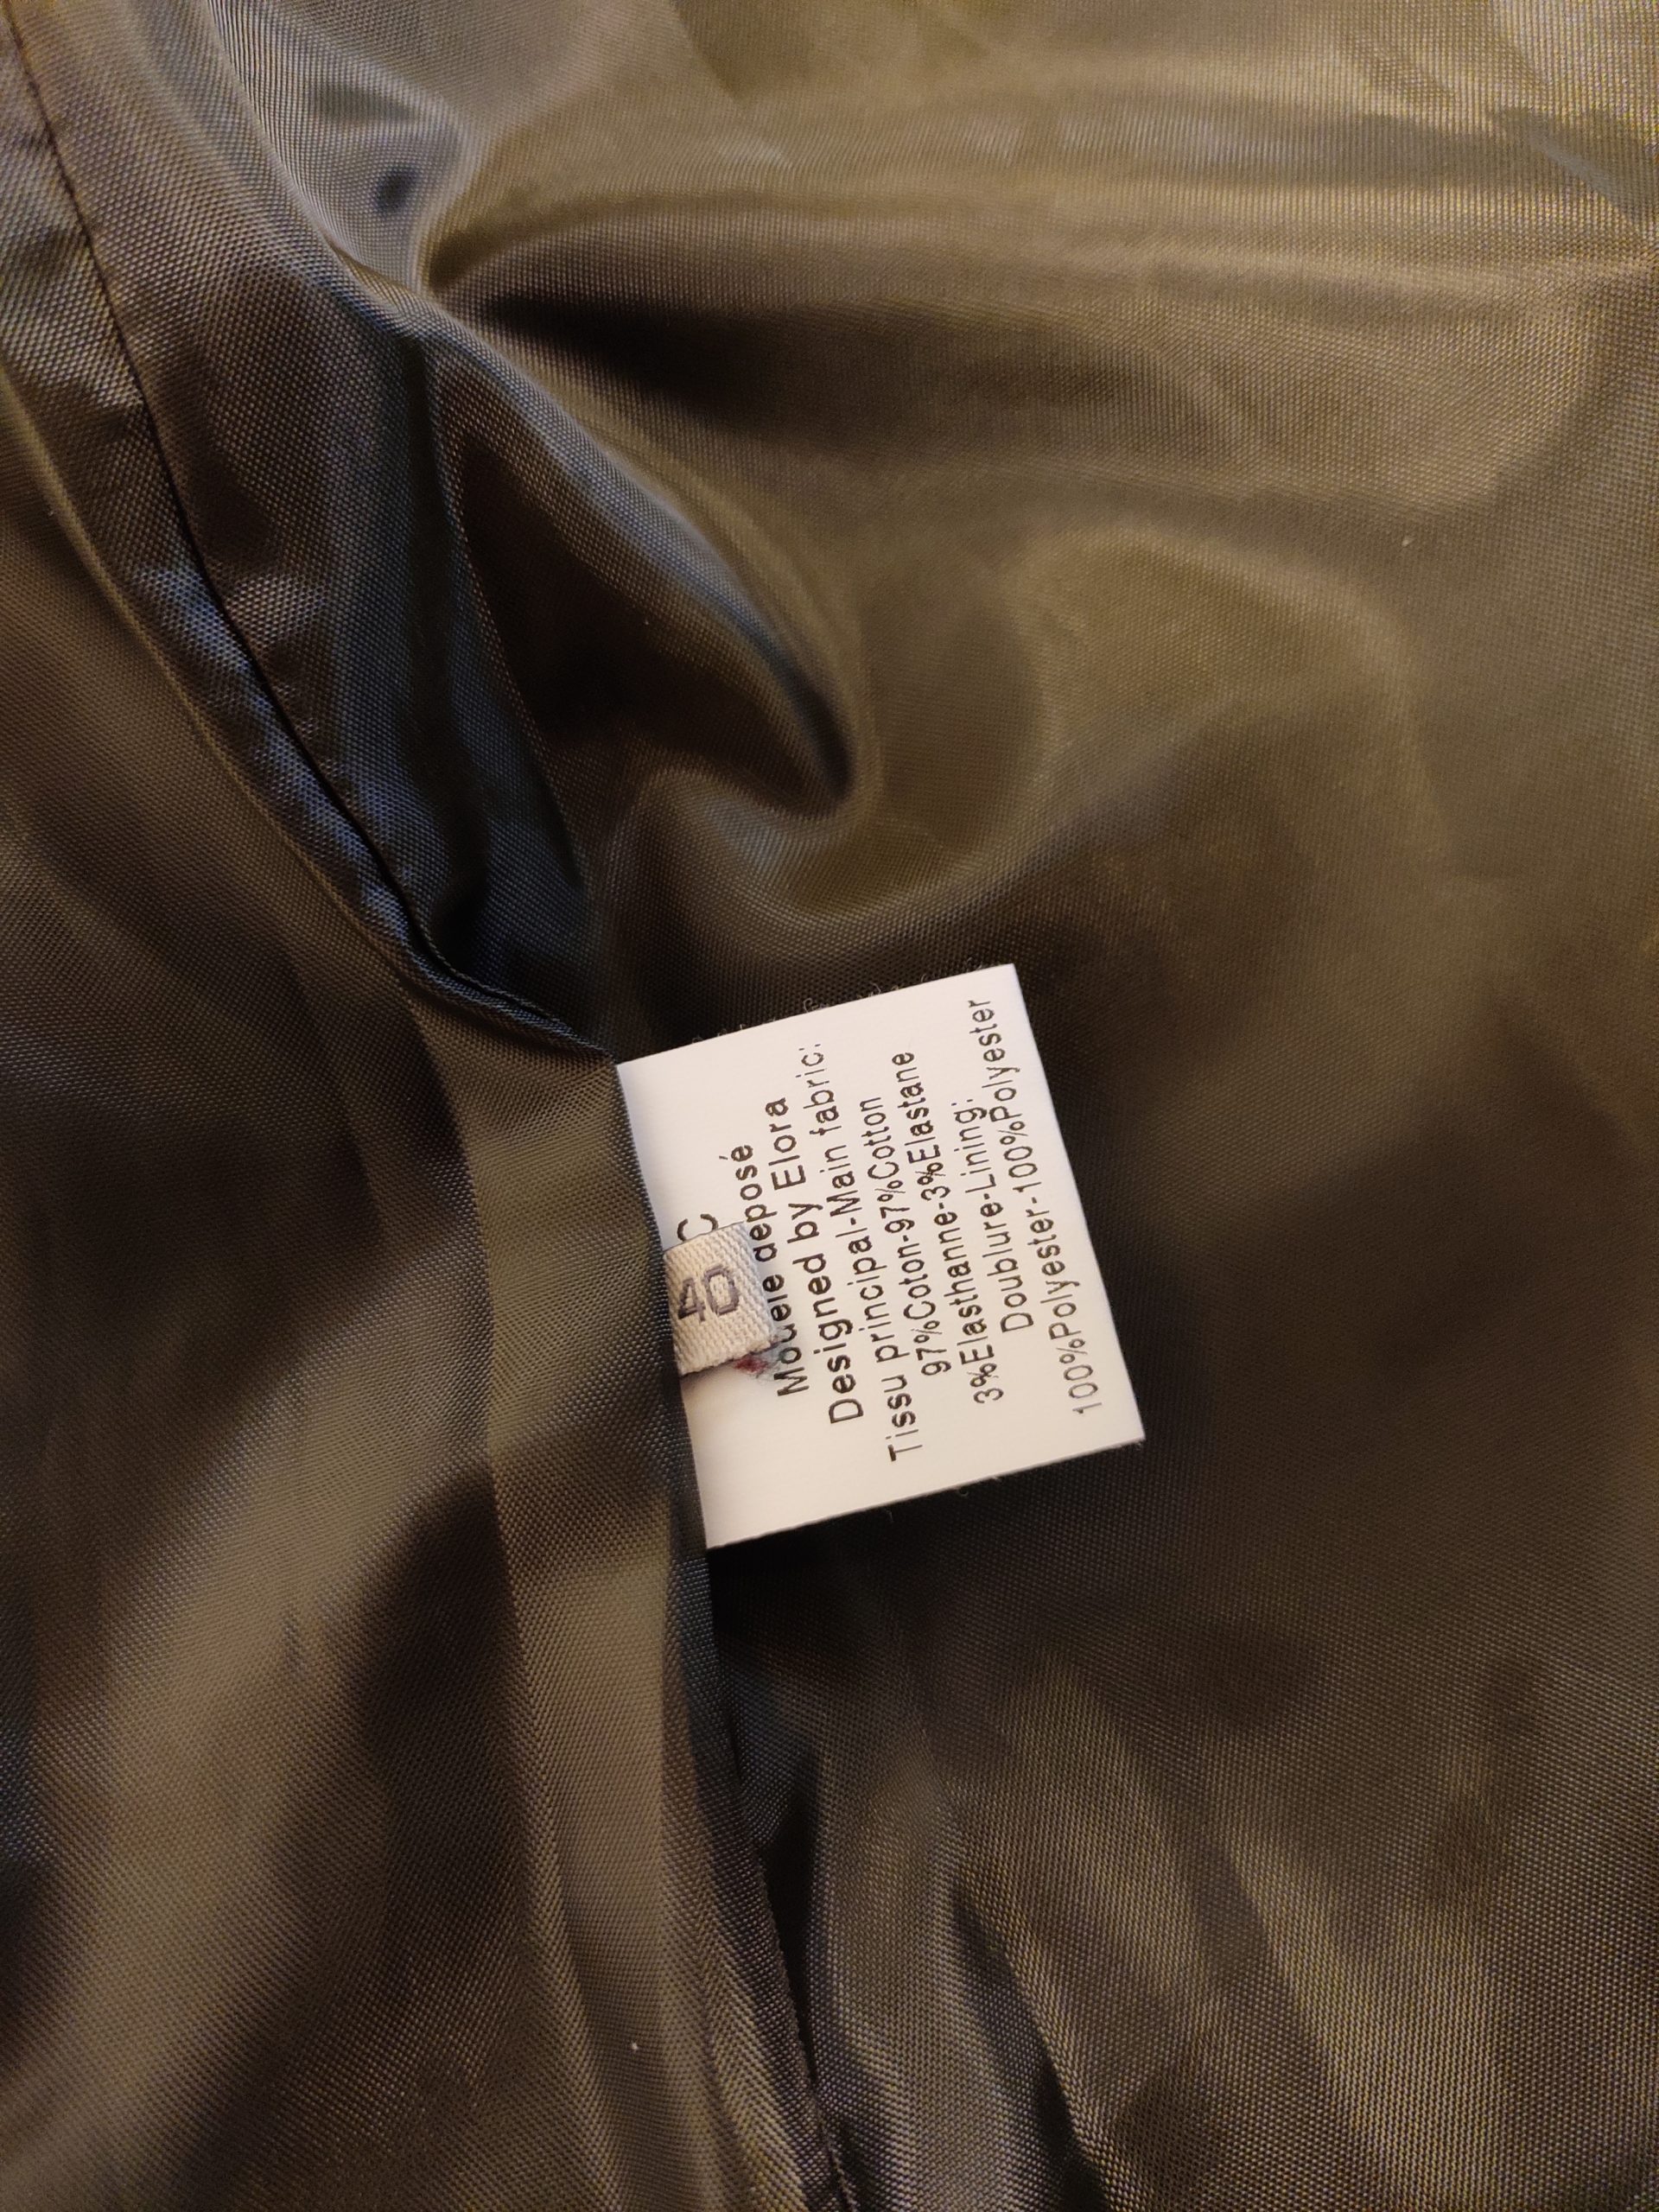 40
C
Modèle déposé
Designed by Elora
Tissu principal-Main fabric:
97%Coton-97%Cotton
3%Elasthanne-3%Elastane
Doublure-Lining:
100%Polyester-100%Polyester